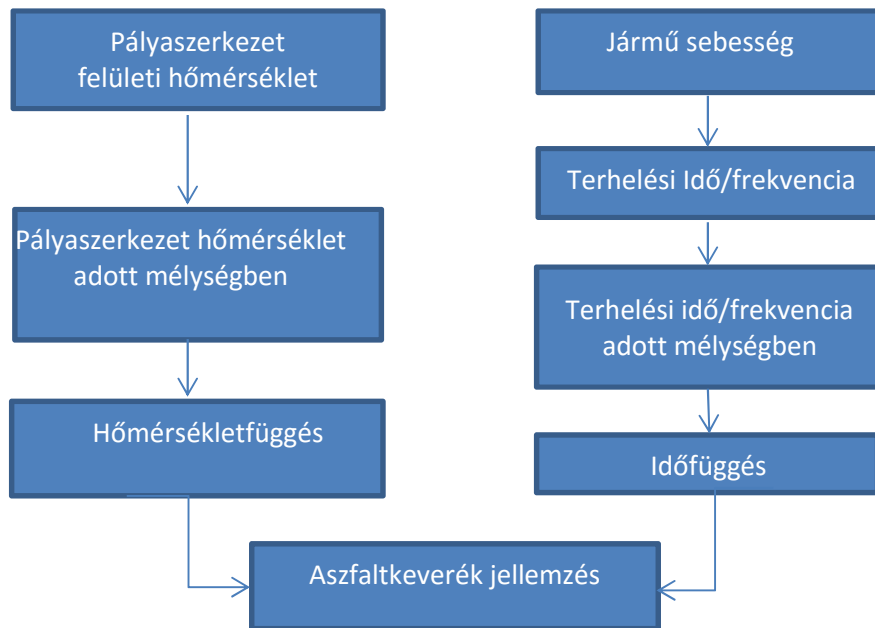 Pályaszerkezet
felületi hőmérséklet
Pályaszerkezet hőmérséklet
adott mélységben
Hőmérsékletfüggés
Jármű sebesség
Terhelési Idő/frekvencia
Terhelési idő/frekvencia
adott mélységben
Időfüggés
Aszfaltkeverék jellemzés